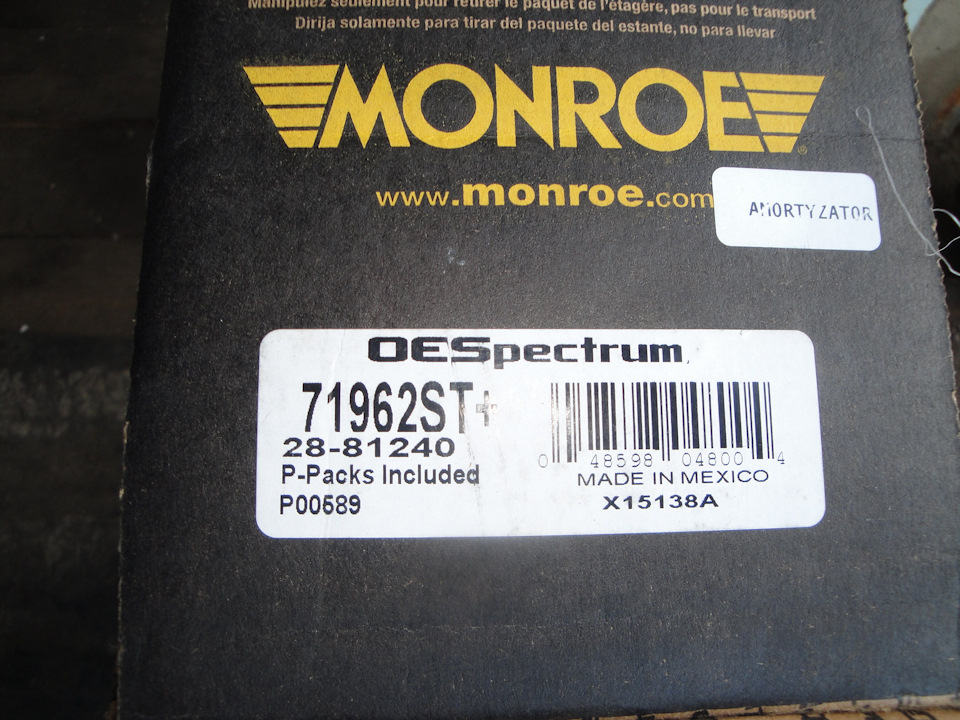 Manipulez seulement pour retirer le paquet de l'étagère, pas pour le transport
Dirija solamente para tirar del paquete del estante, no para llevar
MONROE®
www.monroe.com
AMORTYZATOR
OESpectrum
71962ST+
28-81240
P-Packs Included
P00589
0 48598 04800 4
MADE IN MEXICO
X15138A